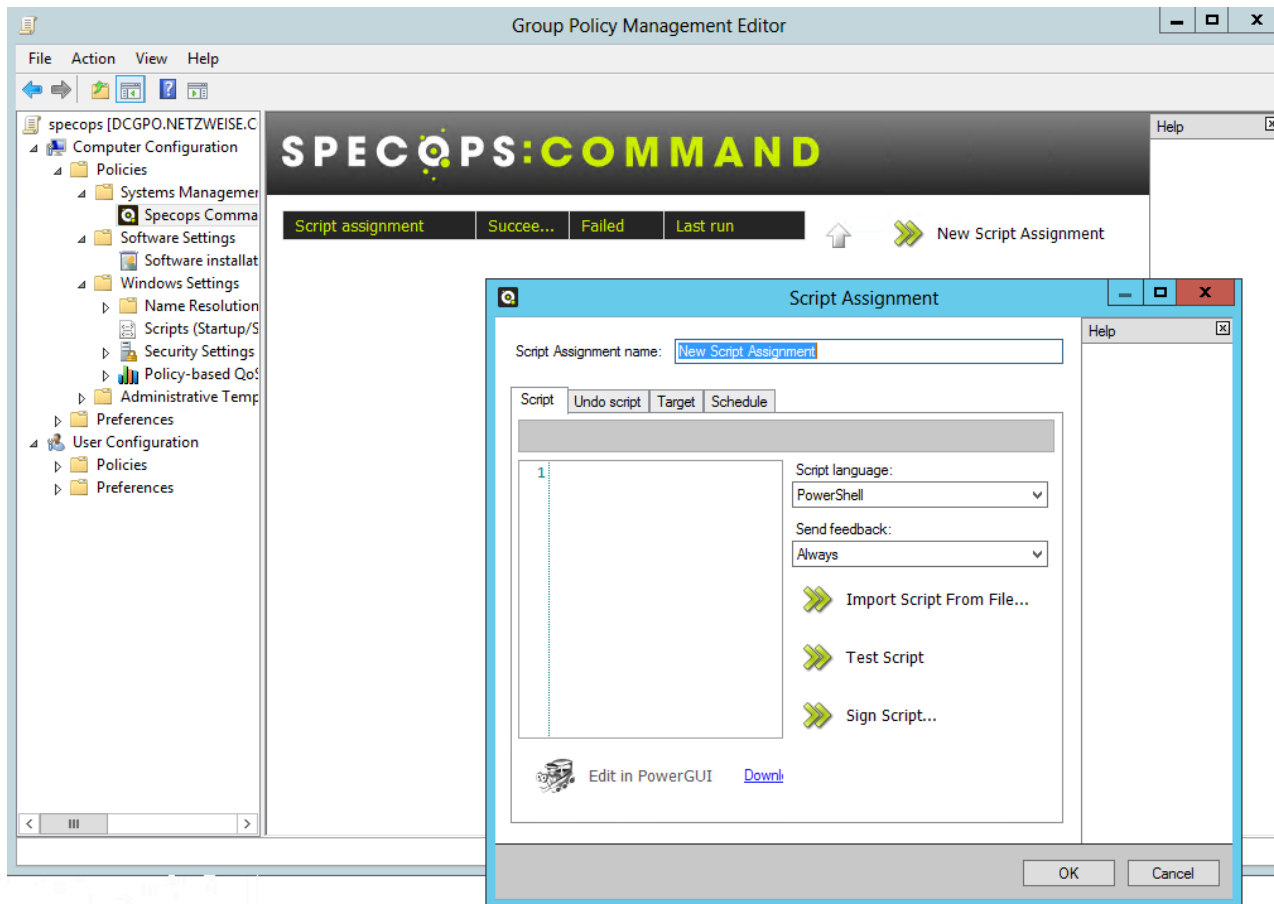 Group Policy Management Editor
File Action View Help
specops [DCGPO.NETZWEISE.C
Computer Configuration
Policies
Systems Managemer
Specops Comma
Software Settings
Software installat
Windows Settings
Name Resolution
Scripts (Startup/S
Security Settings
Policy-based QoS
Administrative Temp
Preferences
User Configuration
Policies
Preferences
SPECOPS:COMMAND
Script assignment Succee... Failed Last run
New Script Assignment
Help
Script Assignment
Script Assignment name: New Script Assignment
Script Undo script Target Schedule
1
Script language:
PowerShell
Send feedback:
Always
Import Script From File...
Test Script
Sign Script...
Edit in PowerGUI Downl
Help
OK Cancel